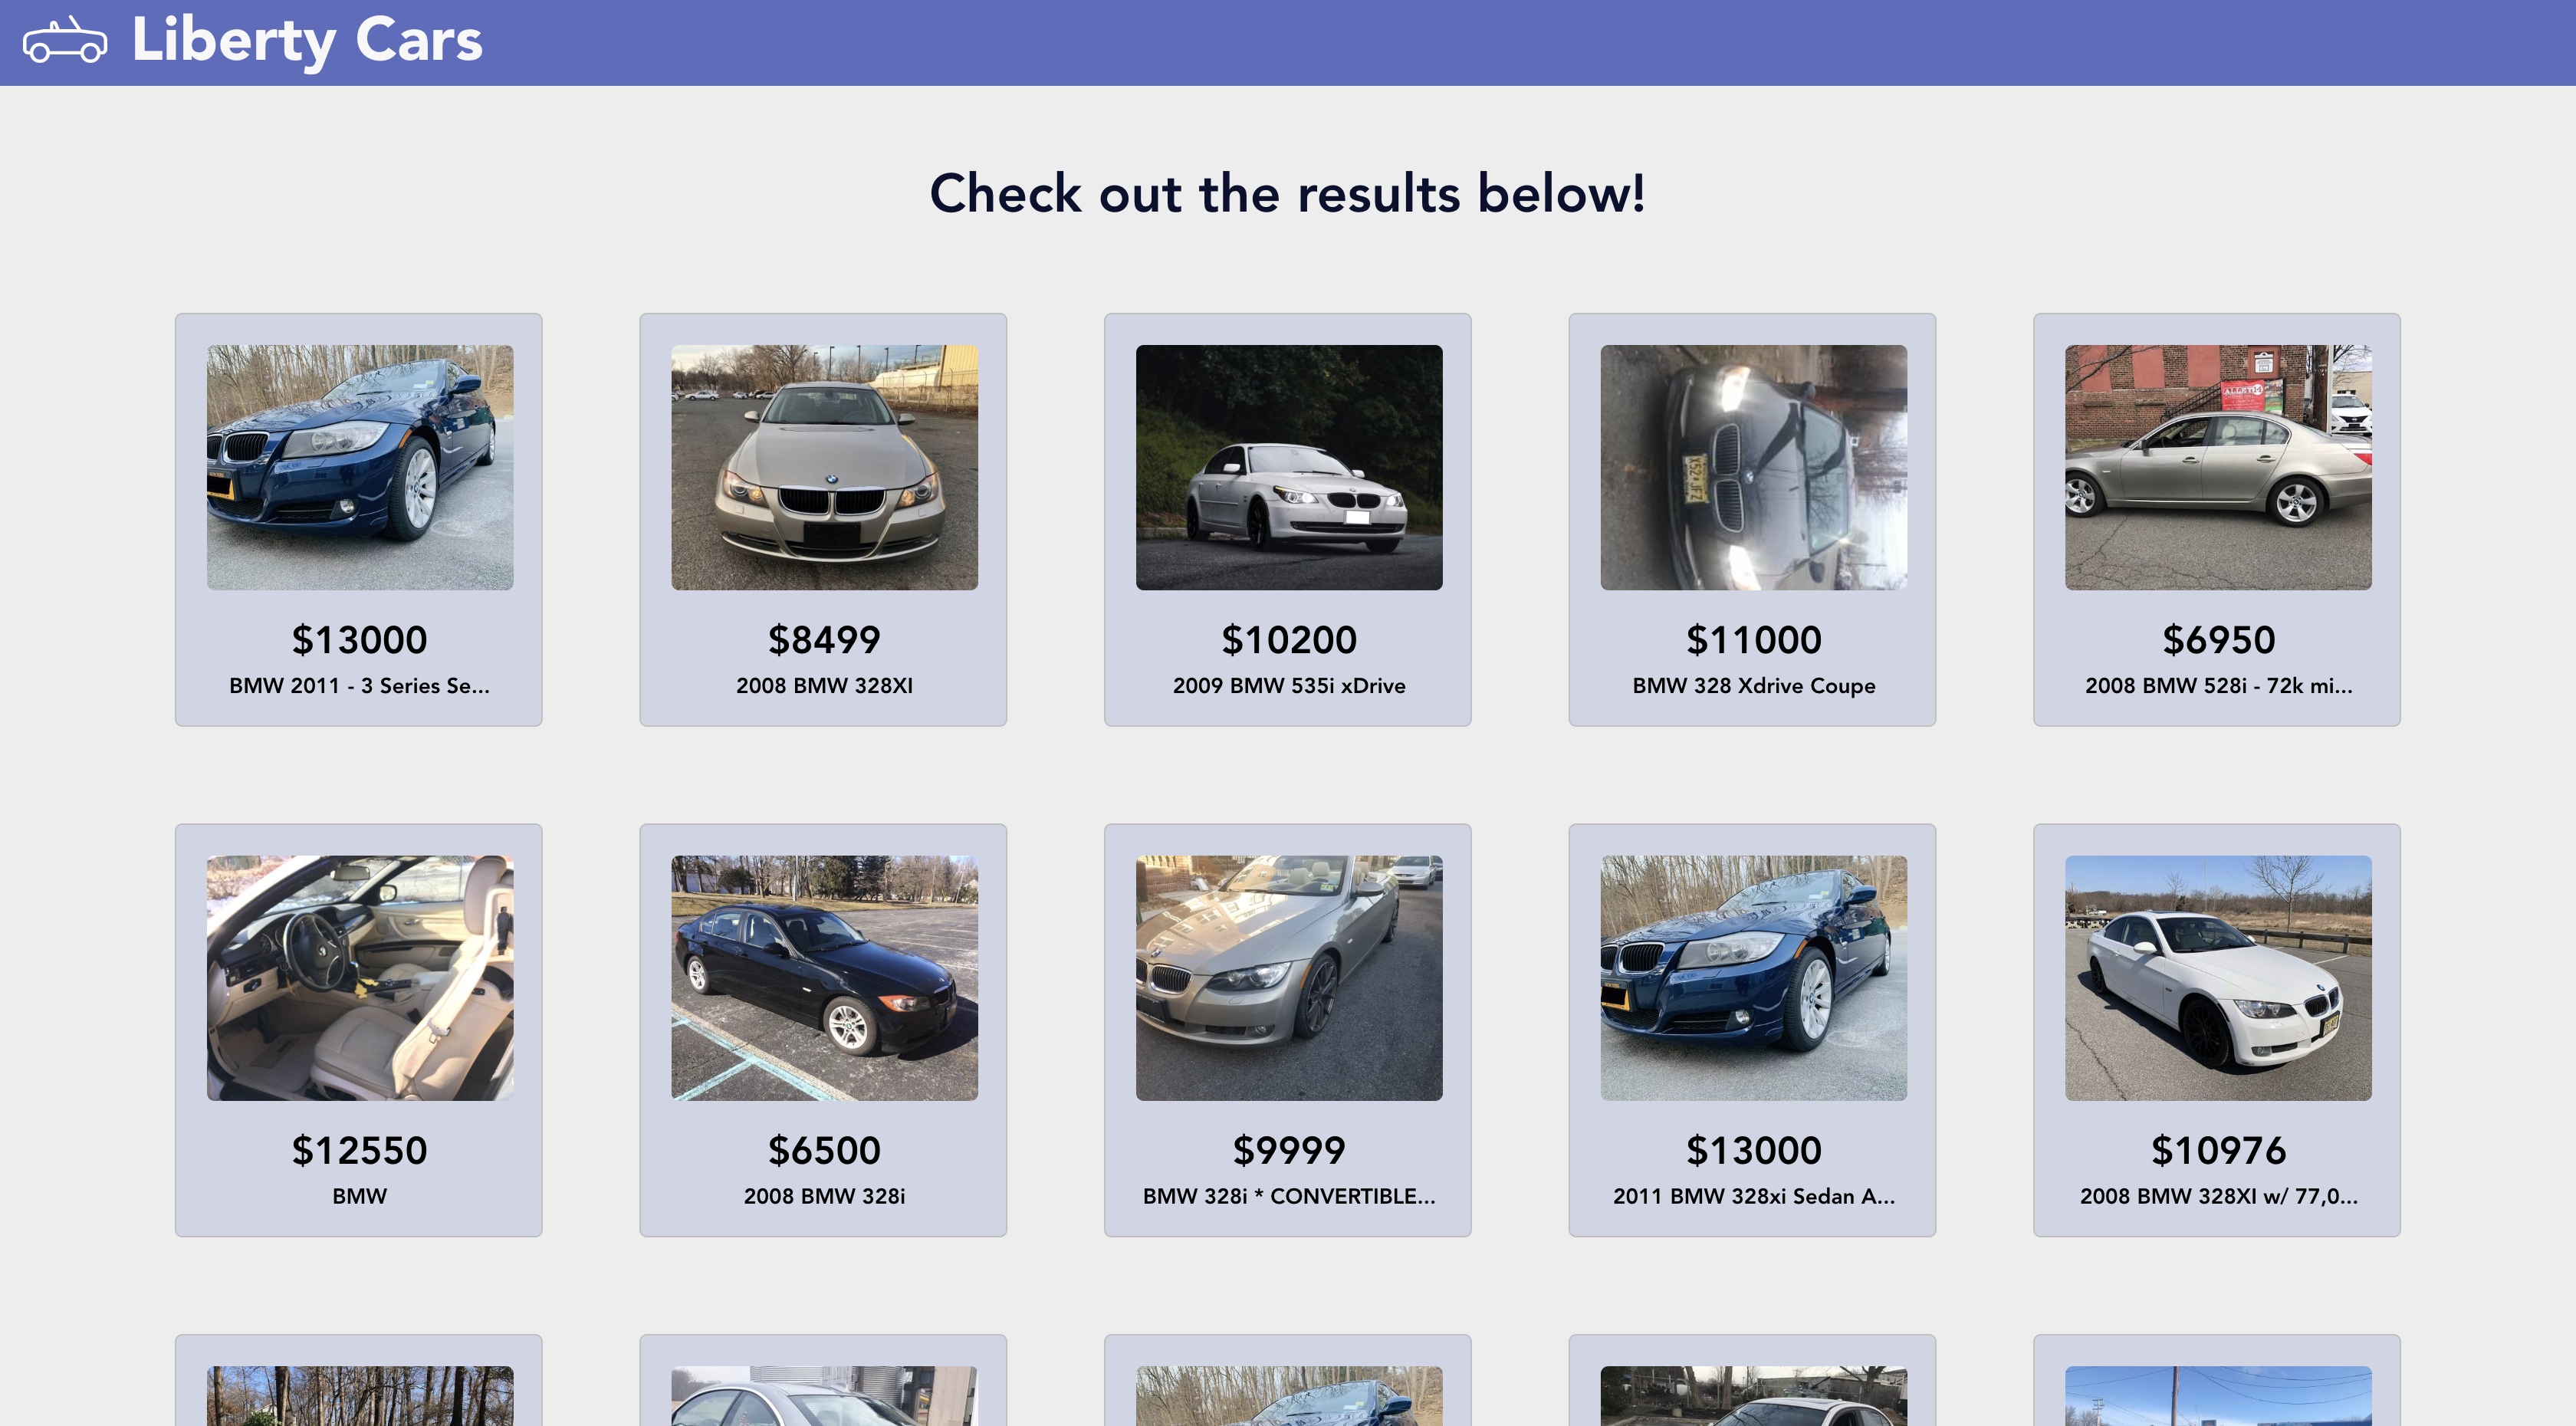 Liberty Cars
Check out the results below!
$13000
BMW 2011 - 3 Series Se...
$8499
2008 BMW 328XI
$10200
2009 BMW 535i xDrive
$11000
BMW 328 Xdrive Coupe
$6950
2008 BMW 528i - 72k mi...
$12550
BMW
$6500
2008 BMW 328i
$9999
BMW 328i * CONVERTIBLE...
$13000
2011 BMW 328xi Sedan A...
$10976
2008 BMW 328XI w/ 77,0...